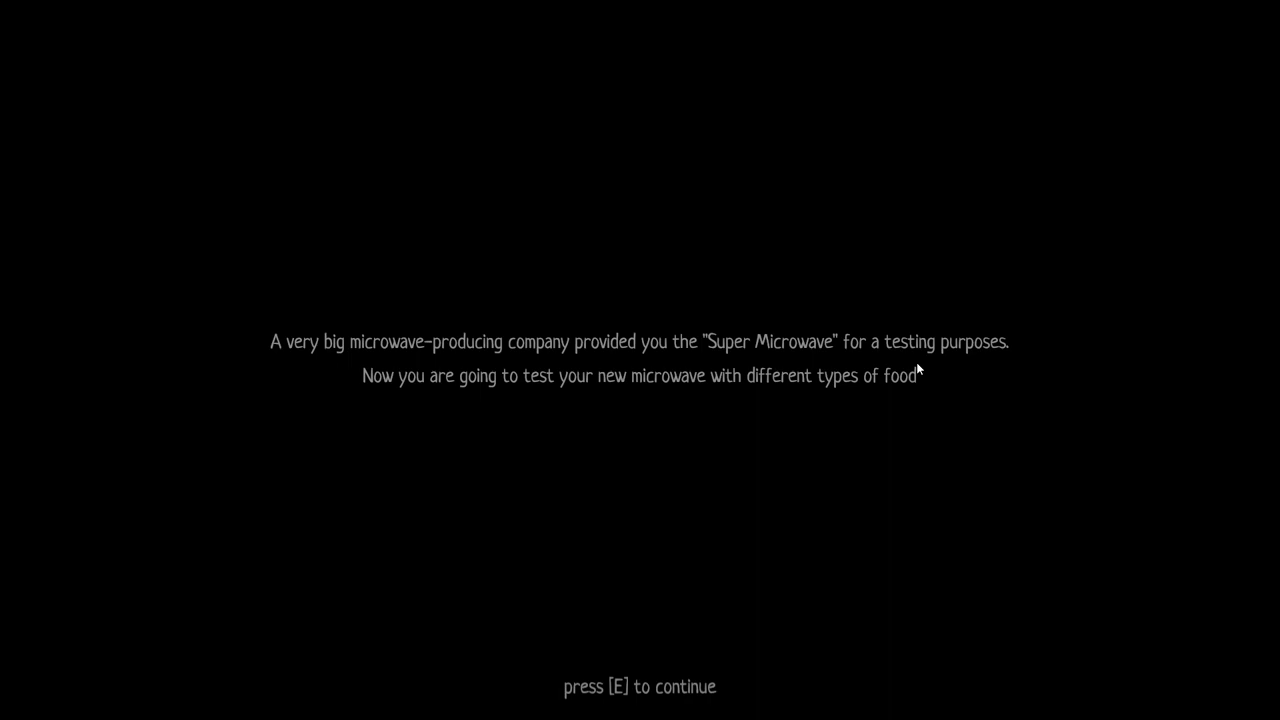 A very big microwave-producing company provided you the "Super Microwave" for a testing purposes.
Now you are going to test your new microwave with different types of food
press [E] to continue